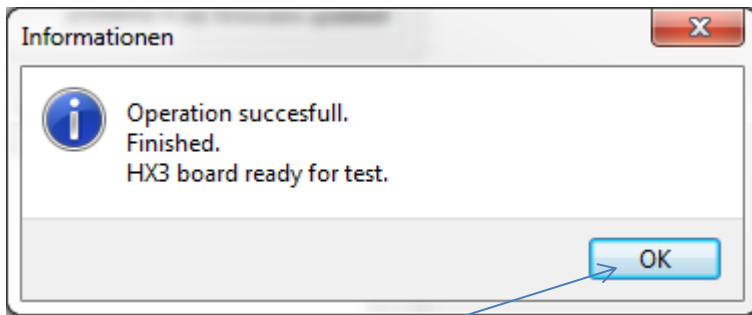 Informationen
Operation succesfull.
Finished.
HX3 board ready for test.
OK